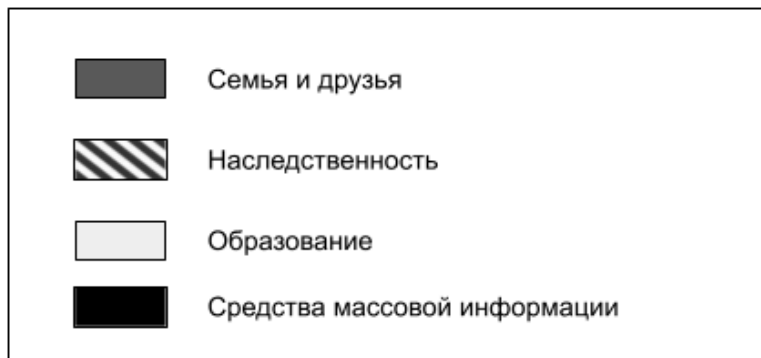 Семья и друзья
Наследственность
Образование
Средства массовой информации